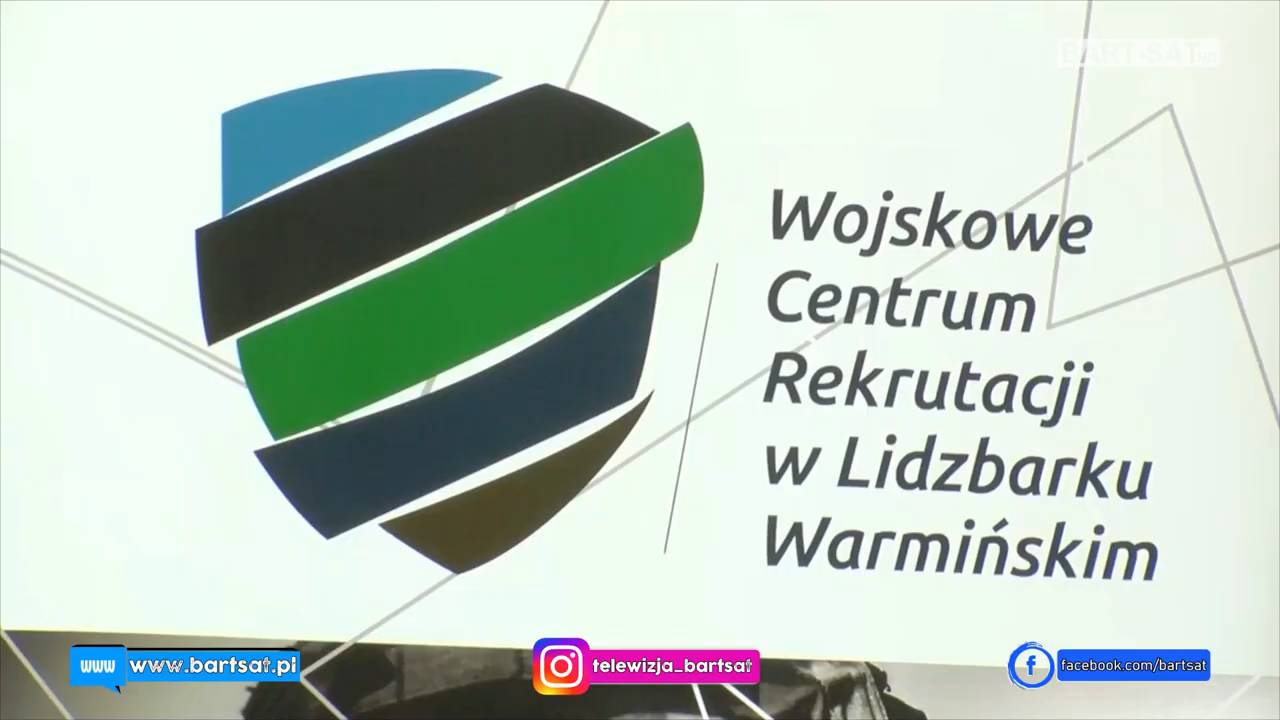 BART-SAT
Wojskowe
Centrum
Rekrutacji
w Lidzbarku
Warmińskim
www www.bartsat.pl
telewizja_bartsat
f facebook.com/bartsat